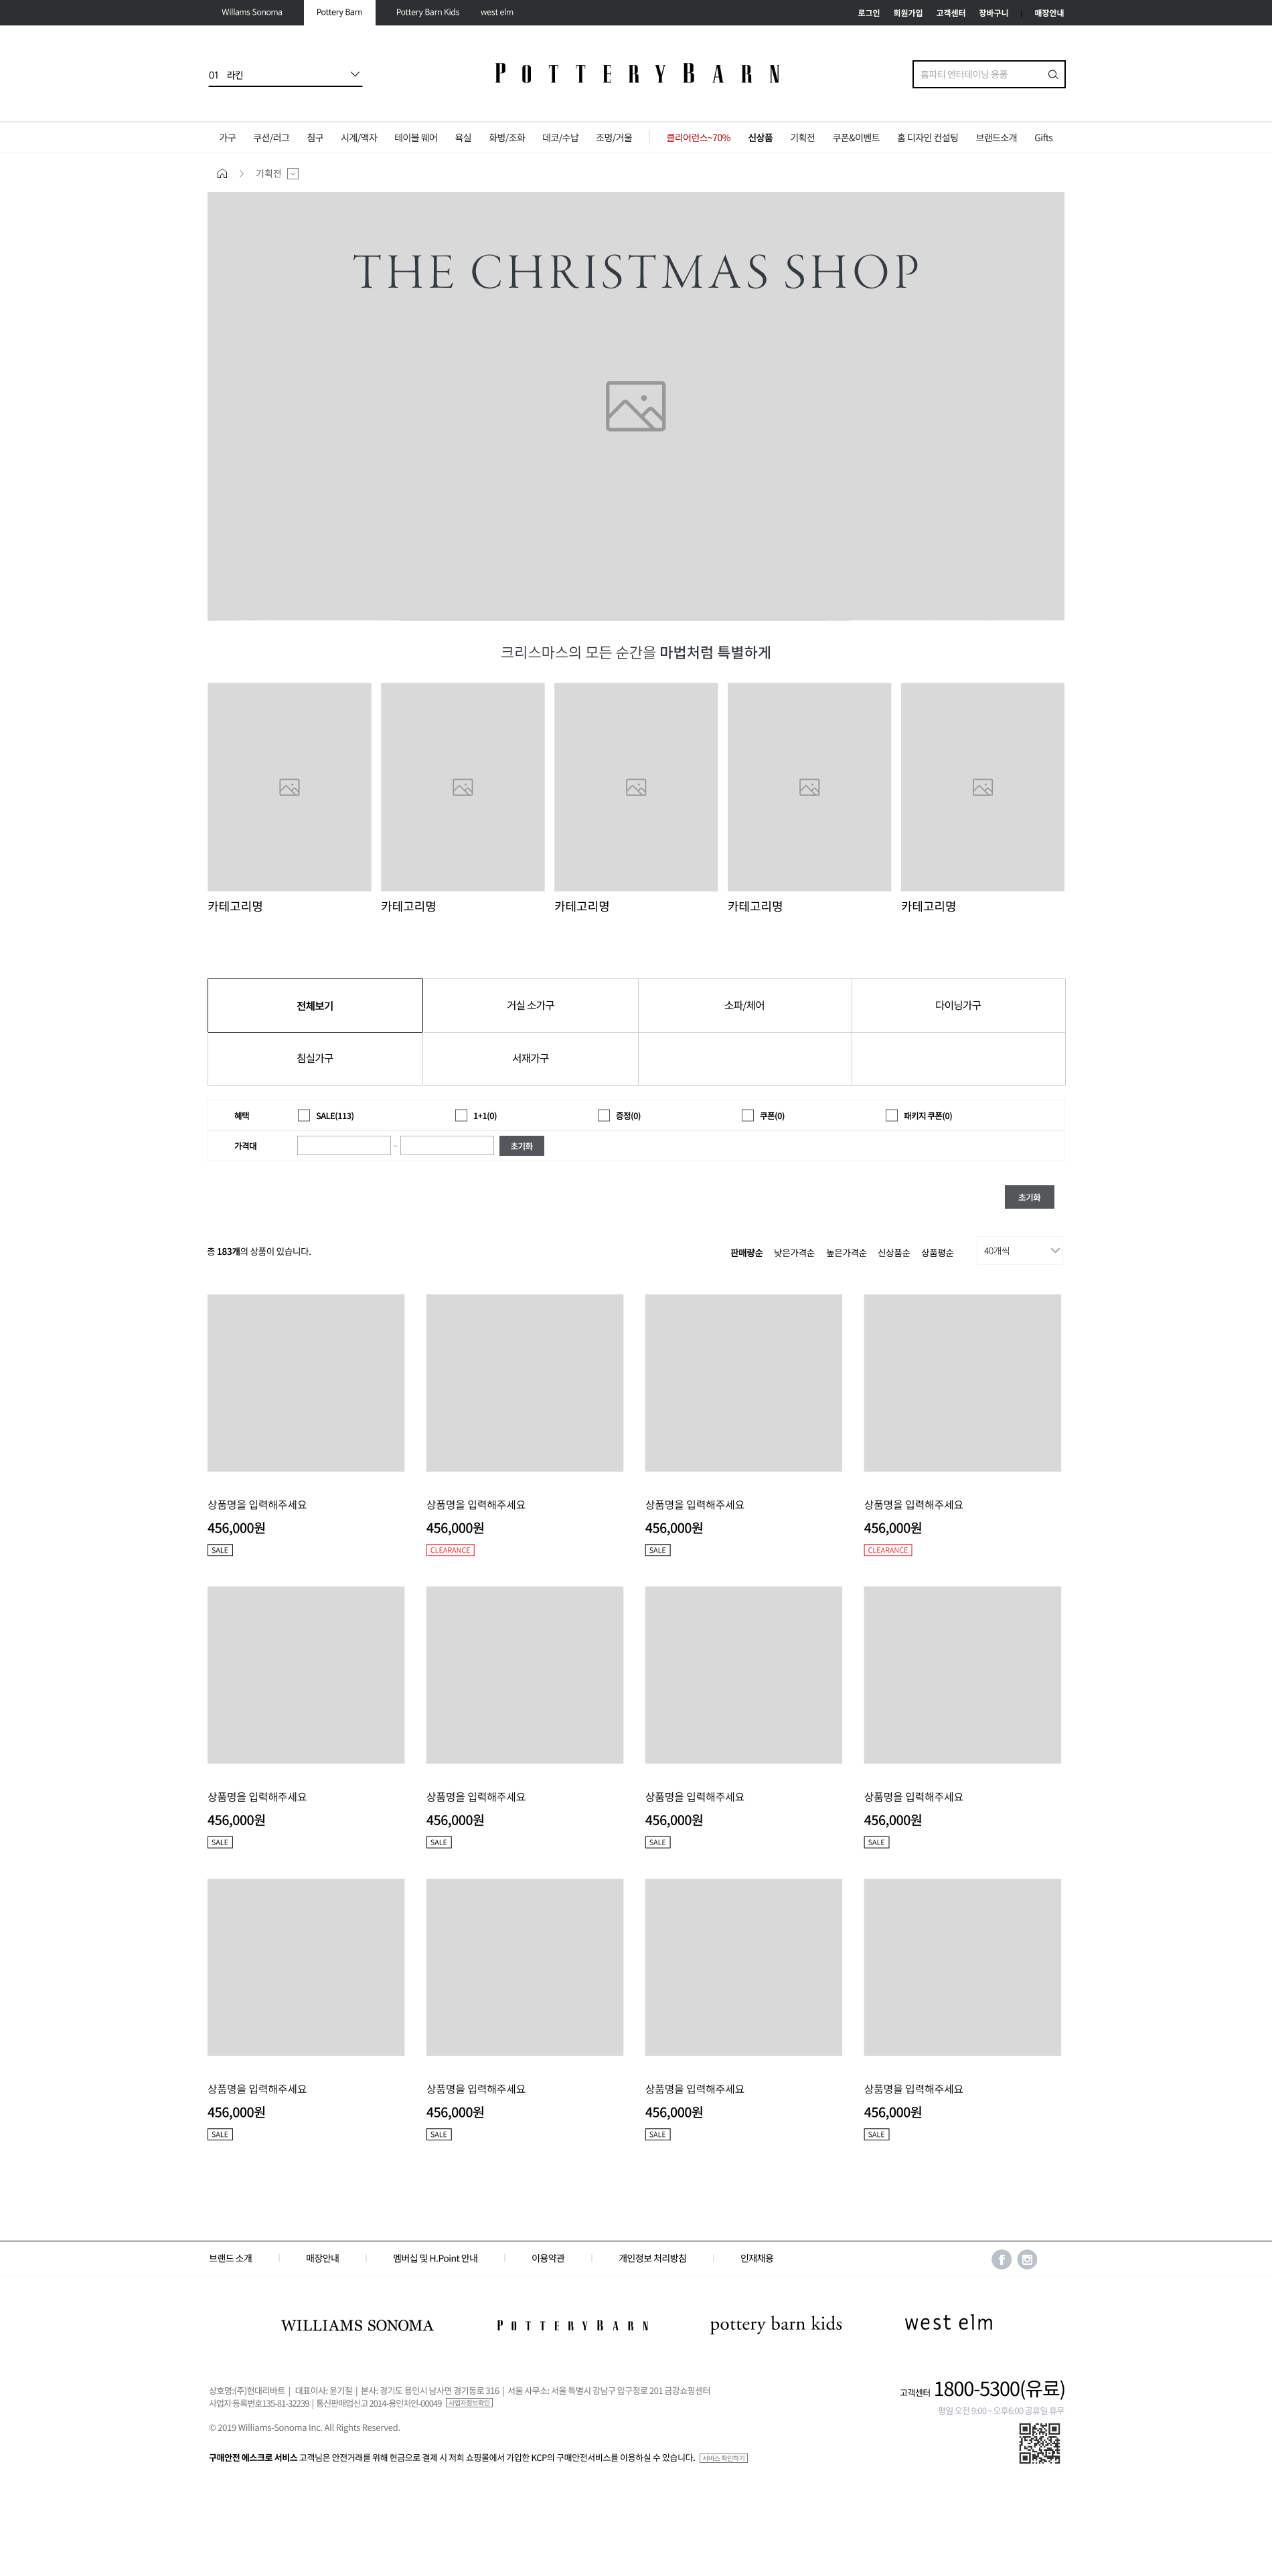 Willams Sonoma Pottery Barn Pottery Barn Kids west elm 로그인 회원가입 고객센터 장바구니 | 매장안내
01 라킨 POTTERY BARN 홈파티 엔터테이닝 용품
가구 쿠션/러그 침구 시계/액자 테이블 웨어 욕실 화병/조화 데코/수납 조명/거울 | 클리어런스~70% 신상품 기획전 쿠폰&이벤트 홈 디자인 컨설팅 브랜드소개 Gifts
기획전
THE CHRISTMAS SHOP
크리스마스의 모든 순간을 마법처럼 특별하게
카테고리명 카테고리명 카테고리명 카테고리명 카테고리명
전체보기 거실 소가구 소파/체어 다이닝가구
침실가구 서재가구
혜택 SALE(113) 1+1(0) 증정(0) 쿠폰(0) 패키지 쿠폰(0)
가격대 ~ 초기화
초기화
총 183개의 상품이 있습니다. 판매량순 낮은가격순 높은가격순 신상품순 상품평순 40개씩
상품명을 입력해주세요 상품명을 입력해주세요 상품명을 입력해주세요 상품명을 입력해주세요
456,000원 456,000원 456,000원 456,000원
SALE CLEARANCE SALE CLEARANCE
상품명을 입력해주세요 상품명을 입력해주세요 상품명을 입력해주세요 상품명을 입력해주세요
456,000원 456,000원 456,000원 456,000원
SALE SALE SALE SALE
상품명을 입력해주세요 상품명을 입력해주세요 상품명을 입력해주세요 상품명을 입력해주세요
456,000원 456,000원 456,000원 456,000원
SALE SALE SALE SALE
브랜드 소개 | 매장안내 | 멤버십 및 H.Point 안내 | 이용약관 | 개인정보 처리방침 | 인재채용
WILLIAMS SONOMA POTTERY BARN pottery barn kids west elm
상호명:(주)현대리바트 | 대표이사: 윤기철 | 본사: 경기도 용인시 남사면 경기동로 316 | 서울 사무소: 서울 특별시 강남구 압구정로 201 금강쇼핑센터
사업자 등록번호135-81-32239 | 통신판매업신고 2014-용인처인-00049 사업자정보확인
고객센터 1800-5300(유료)
평일 오전 9:00 ~ 오후6:00 공휴일 휴무
© 2019 Williams-Sonoma Inc. All Rights Reserved.
구매안전 에스크로 서비스 고객님은 안전거래를 위해 현금으로 결제 시 저희 쇼핑몰에서 가입한 KCP의 구매안전서비스를 이용하실 수 있습니다. 서비스 확인하기